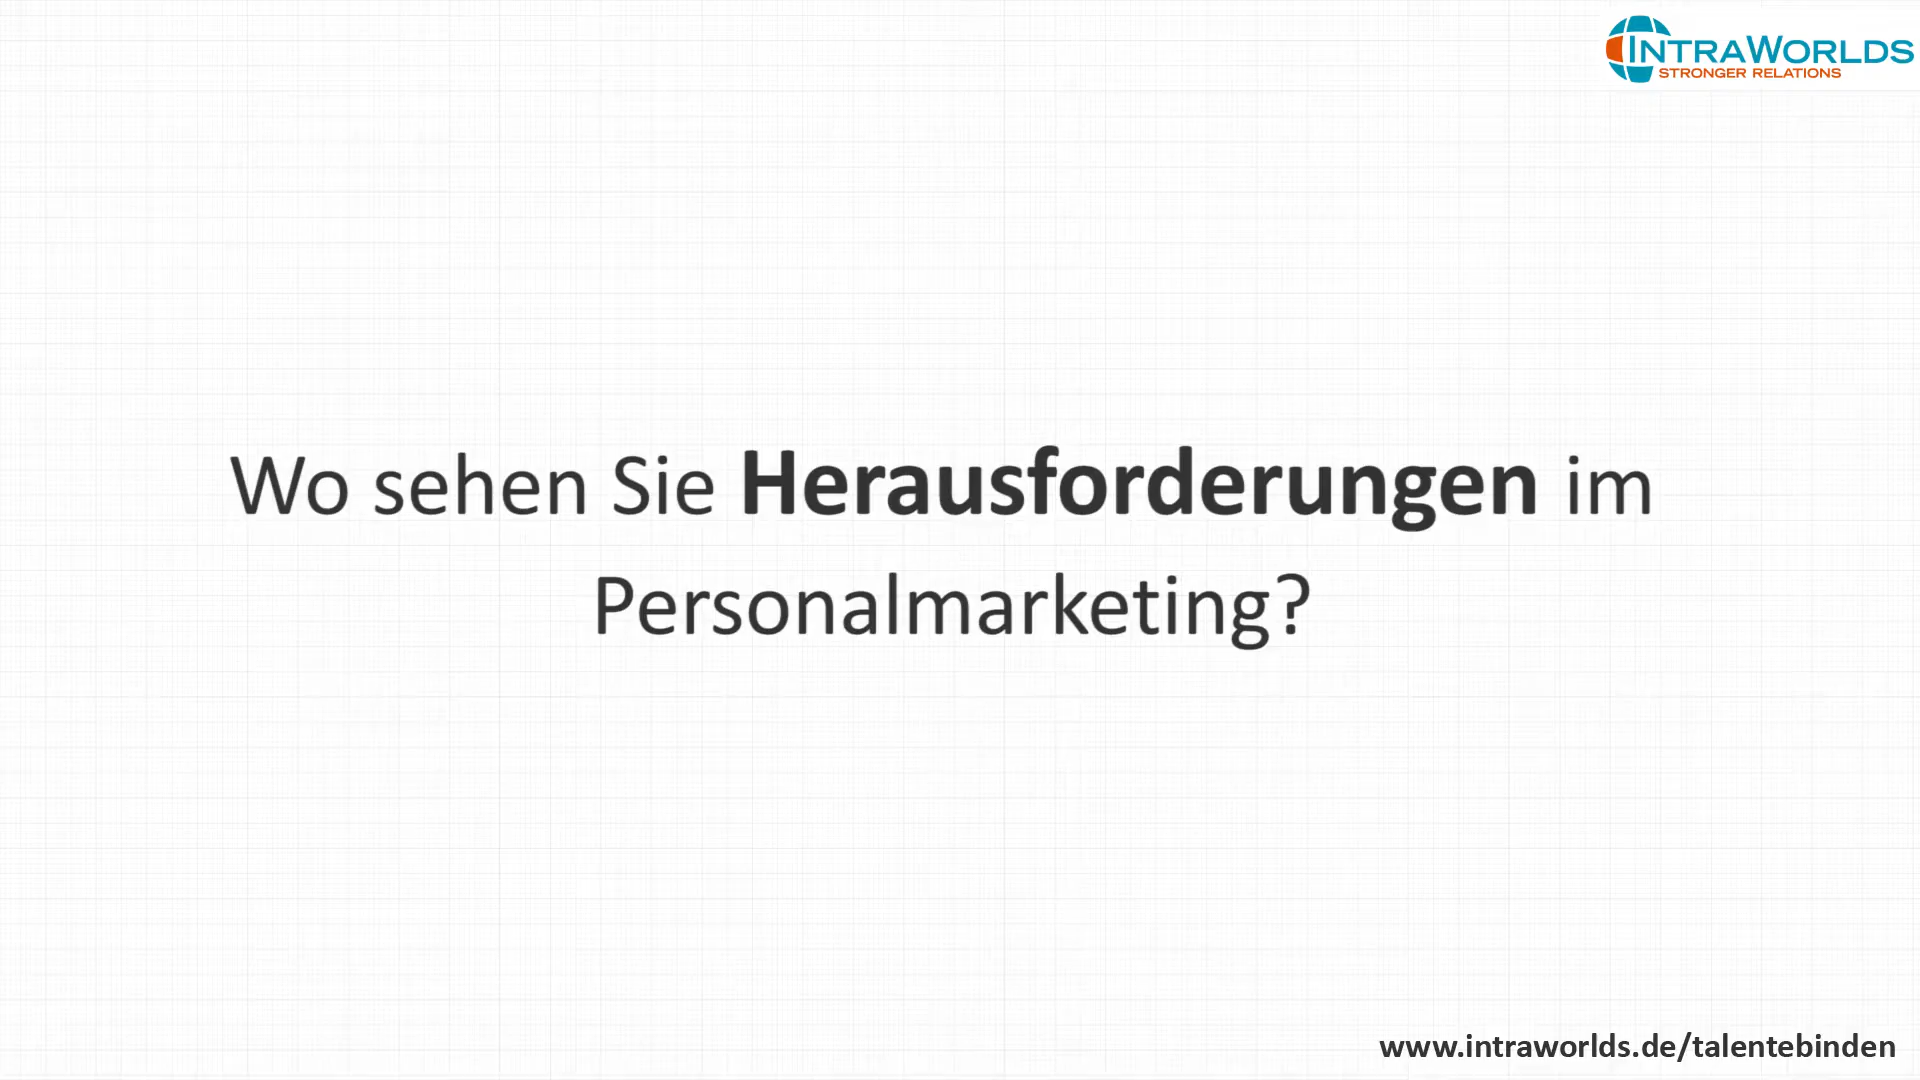 INTRAWORLDS
STRONGER RELATIONS
Wo sehen Sie Herausforderungen im
Personalmarketing?
www.intraworlds.de/talentebinden